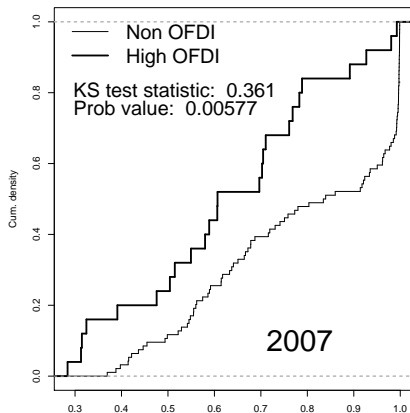 Non OFDI
High OFDI
KS test statistic: 0.361
Prob value: 0.00577
Cum. density
1.0
0.8
0.6
0.4
0.2
0.0
2007
0.3 0.4 0.5 0.6 0.7 0.8 0.9 1.0